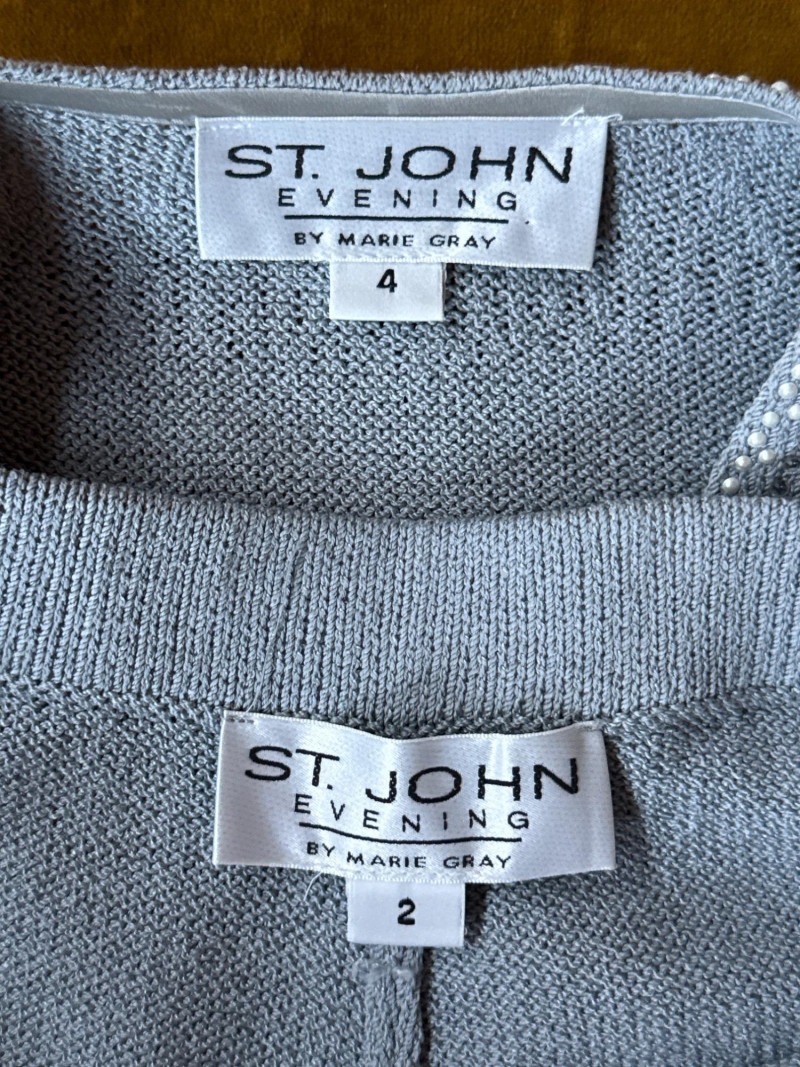 ST. JOHN
EVENING
BY MARIE GRAY
4
ST. JOHN
EVENING
BY MARIE GRAY
2